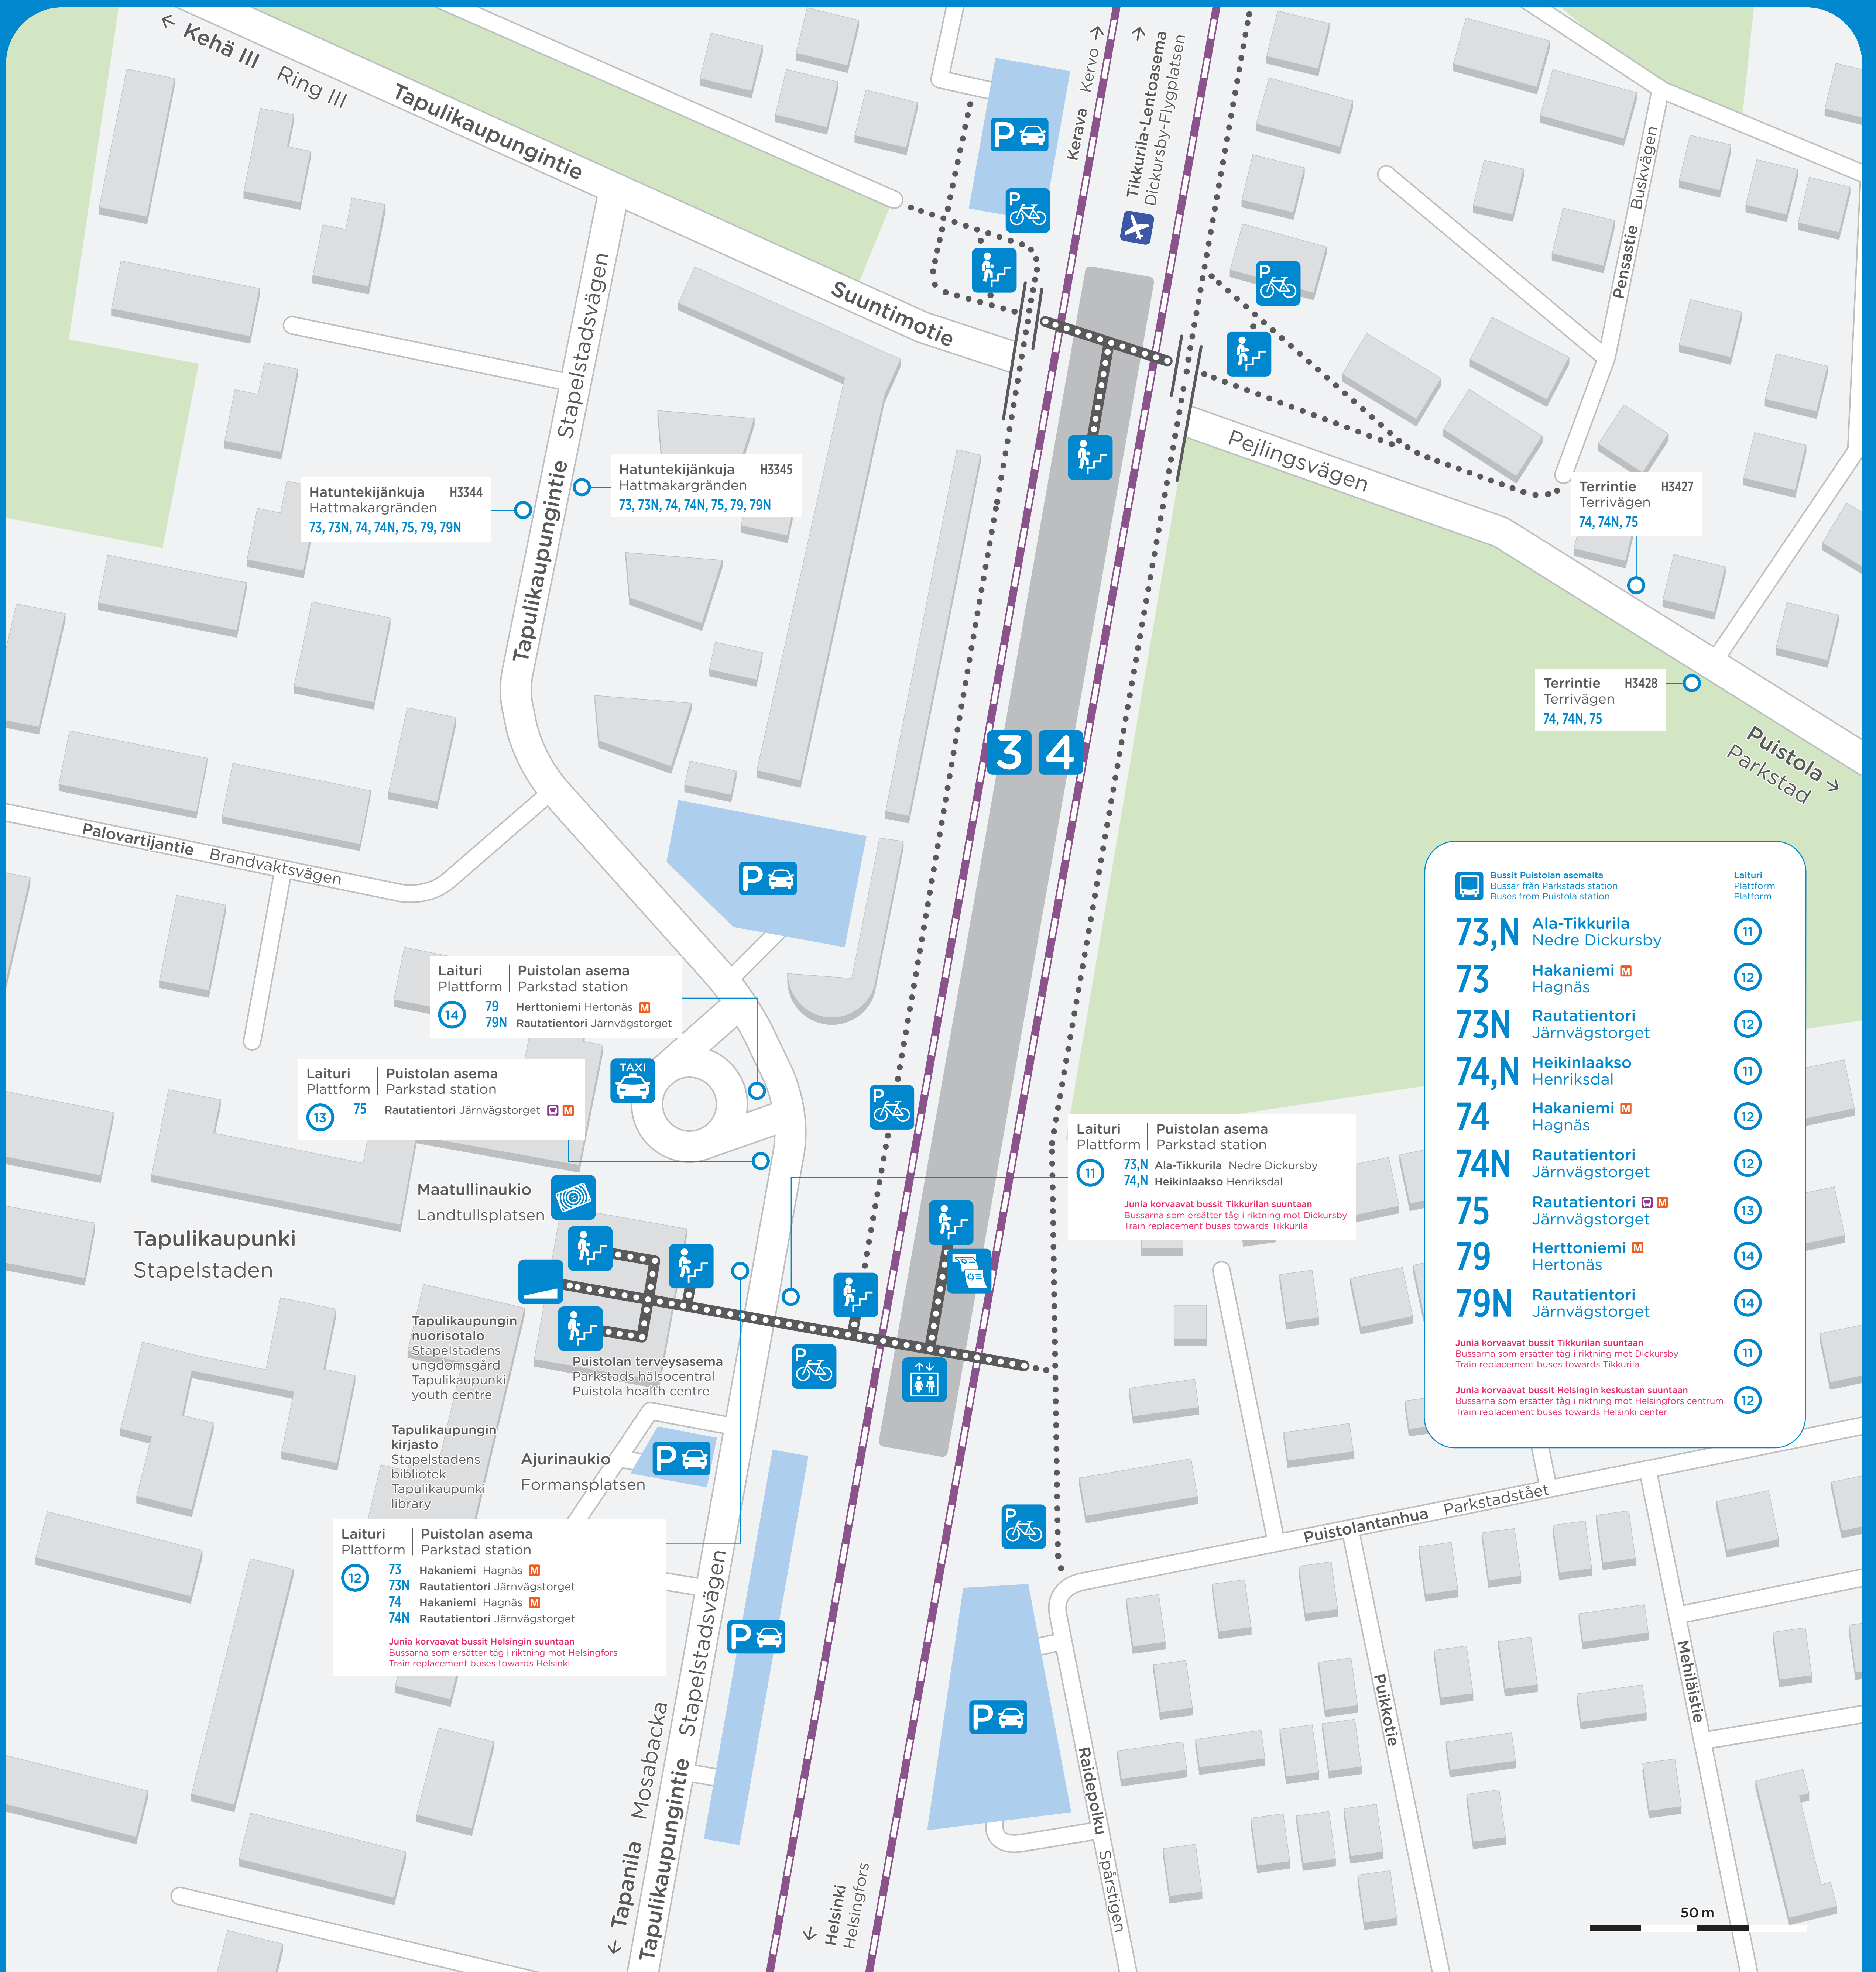 ← Kehä III Ring III
Tapulikaupungintie
Suuntimotie
Tapulikaupungintie Stapelstadsvägen
P
P
Kerava Kervo →
Tikkurila-Lentoasema →
Dickursby-Flygplatsen
P
Pensastie Buskvägen
Pejlingsvägen
Hatuntekijänkuja H3344
Hattmakargränden
73, 73N, 74, 74N, 75, 79, 79N
Hatuntekijänkuja H3345
Hattmakargränden
73, 73N, 74, 74N, 75, 79, 79N
Terrintie H3427
Terrivägen
74, 74N, 75
Terrintie H3428
Terrivägen
74, 74N, 75
Puistola →
Parkstad
3 4
Palovartijantie Brandvaktsvägen
P
Laituri Puistolan asema
Plattform Parkstad station
14 79 Herttoniemi Hertonäs M
79N Rautatientori Järnvägstorget
Laituri Puistolan asema
Plattform Parkstad station
13 75 Rautatientori Järnvägstorget M
TAXI
P
Laituri Puistolan asema
Plattform Parkstad station
11 73,N Ala-Tikkurila Nedre Dickursby
74,N Heikinlaakso Henriksdal
Junia korvaavat bussit Tikkurilan suuntaan
Bussarna som ersätter tåg i riktning mot Dickursby
Train replacement buses towards Tikkurila
Maatullinaukio
Landtullsplatsen
Tapulikaupunki
Stapelstaden
Tapulikaupungin
nuorisotalo
Stapelstadens
ungdomsgård
Tapulikaupunki
youth centre
Puistolan terveysasema
Parkstads hälsocentral
Puistola health centre
P
Tapulikaupungin
kirjasto
Stapelstadens
bibliotek
Tapulikaupunki
library
Ajurinaukio
Formansplatsen
P
Laituri Puistolan asema
Plattform Parkstad station
12 73 Hakaniemi Hagnäs M
73N Rautatientori Järnvägstorget
74 Hakaniemi Hagnäs M
74N Rautatientori Järnvägstorget
Junia korvaavat bussit Helsingin suuntaan
Bussarna som ersätter tåg i riktning mot Helsingfors
Train replacement buses towards Helsinki
P
P
P
← Tapanila Mosabacka
Tapulikaupungintie Stapelstadsvägen
← Helsinki
Helsingfors
Raidepolku Spårstigen
Puistolantanhua Parkstadstået
Puikkotie
Mehiläistie
Bussit Puistolan asemalta Laituri
Bussar från Parkstads station Plattform
Buses from Puistola station Platform
73,N Ala-Tikkurila 11
Nedre Dickursby
73 Hakaniemi M 12
Hagnäs
73N Rautatientori 12
Järnvägstorget
74,N Heikinlaakso 11
Henriksdal
74 Hakaniemi M 12
Hagnäs
74N Rautatientori 12
Järnvägstorget
75 Rautatientori M 13
Järnvägstorget
79 Herttoniemi M 14
Hertonäs
79N Rautatientori 14
Järnvägstorget
Junia korvaavat bussit Tikkurilan suuntaan 11
Bussarna som ersätter tåg i riktning mot Dickursby
Train replacement buses towards Tikkurila
Junia korvaavat bussit Helsingin keskustan suuntaan 12
Bussarna som ersätter tåg i riktning mot Helsingfors centrum
Train replacement buses towards Helsinki center
50 m